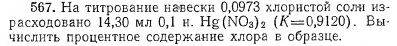 567. На титрование навески 0,0973 хлористой соли из-
расходовано 14,30 мл 0,1 н. Hg(NO₃)₂ (K=0,9120). Вы-
числить процентное содержание хлора в образце.